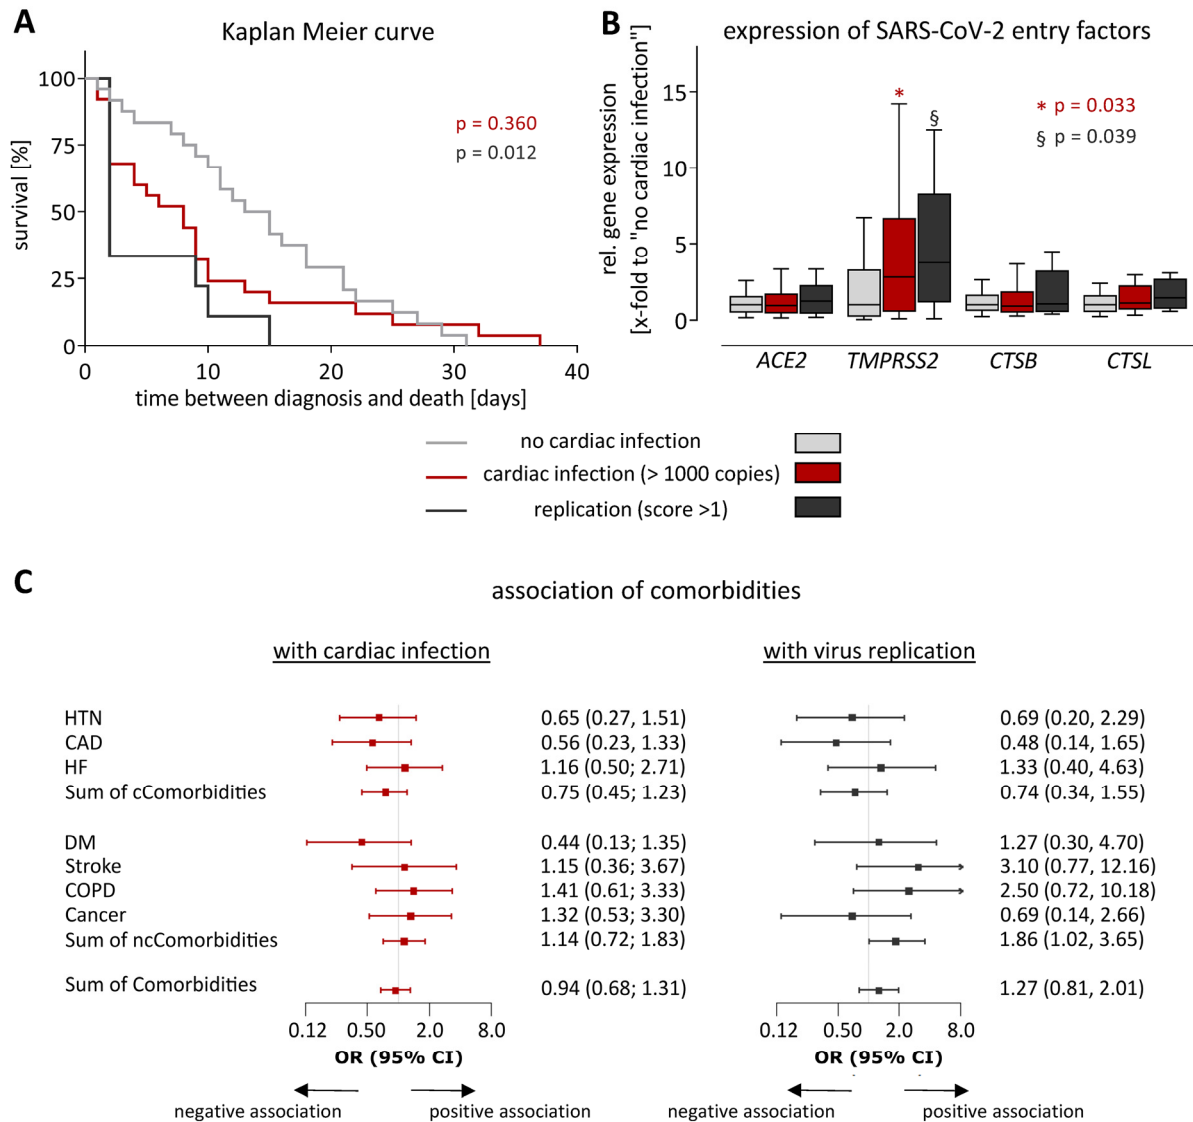 A
Kaplan Meier curve
survival [%]
100
75
50
25
0
p = 0.360
p = 0.012
0 10 20 30 40
time between diagnosis and death [days]
B
expression of SARS-CoV-2 entry factors
rel. gene expression
[x-fold to "no cardiac infection"]
15
10
5
0
*
§
* p = 0.033
§ p = 0.039
ACE2 TMPRSS2 CTSB CTSL
no cardiac infection
cardiac infection (> 1000 copies)
replication (score >1)
C
association of comorbidities
with cardiac infection with virus replication
HTN 0.65 (0.27, 1.51) 0.69 (0.20, 2.29)
CAD 0.56 (0.23, 1.33) 0.48 (0.14, 1.65)
HF 1.16 (0.50; 2.71) 1.33 (0.40, 4.63)
Sum of cComorbidities 0.75 (0.45; 1.23) 0.74 (0.34, 1.55)
DM 0.44 (0.13; 1.35) 1.27 (0.30, 4.70)
Stroke 1.15 (0.36; 3.67) 3.10 (0.77, 12.16)
COPD 1.41 (0.61; 3.33) 2.50 (0.72, 10.18)
Cancer 1.32 (0.53; 3.30) 0.69 (0.14, 2.66)
Sum of ncComorbidities 1.14 (0.72; 1.83) 1.86 (1.02, 3.65)
Sum of Comorbidities 0.94 (0.68; 1.31) 1.27 (0.81, 2.01)
0.12 0.50 2.0 8.0 0.12 0.50 2.0 8.0
OR (95% CI) OR (95% CI)
negative association positive association negative association positive association